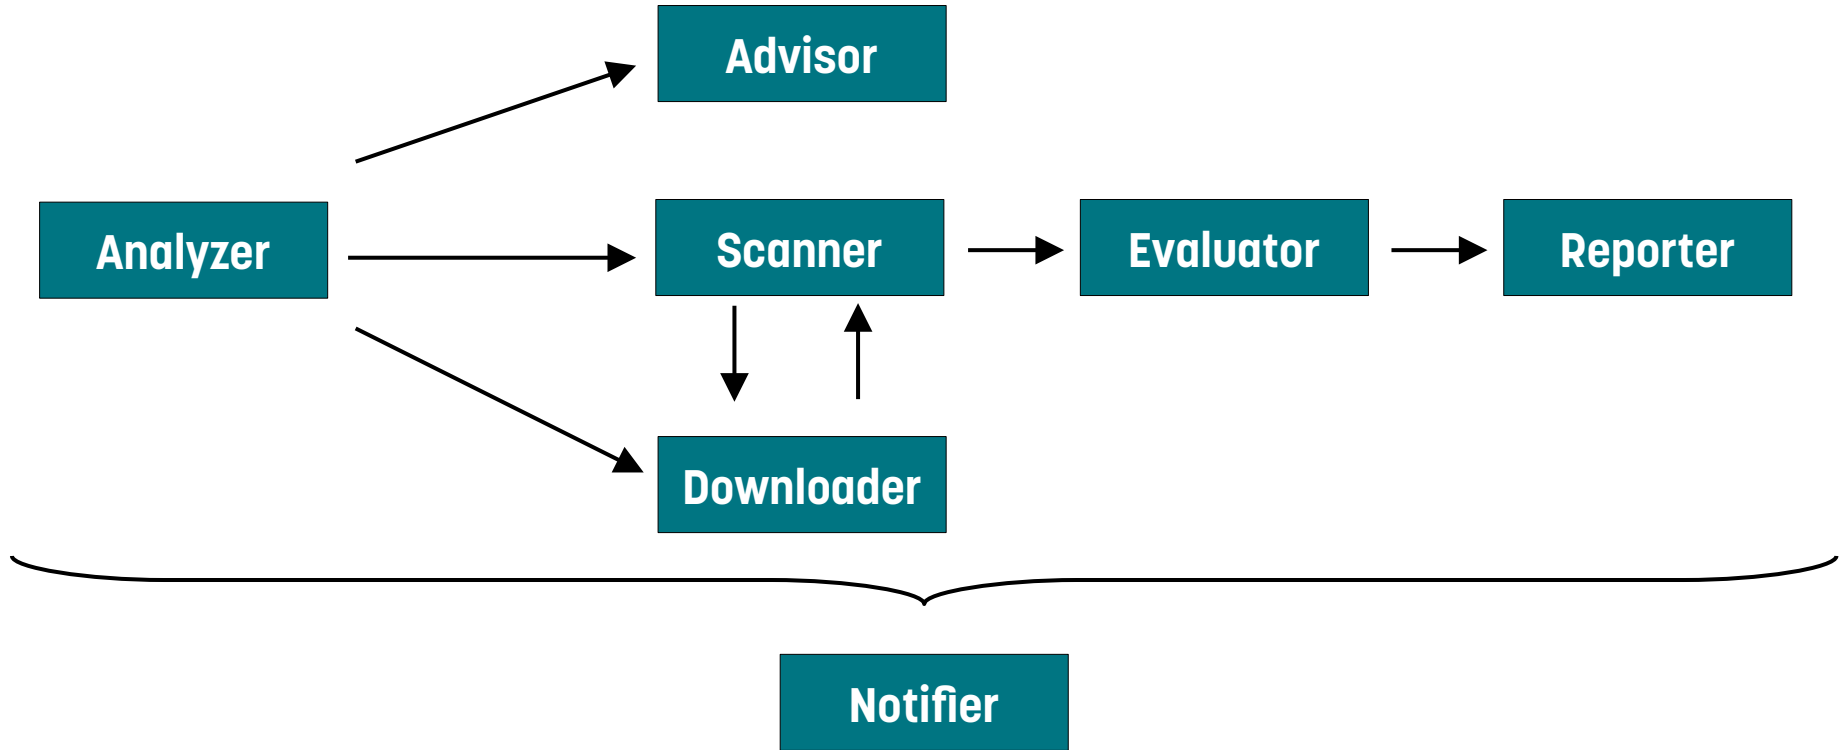 Advisor
Analyzer
Scanner
Evaluator
Reporter
Downloader
Notifier